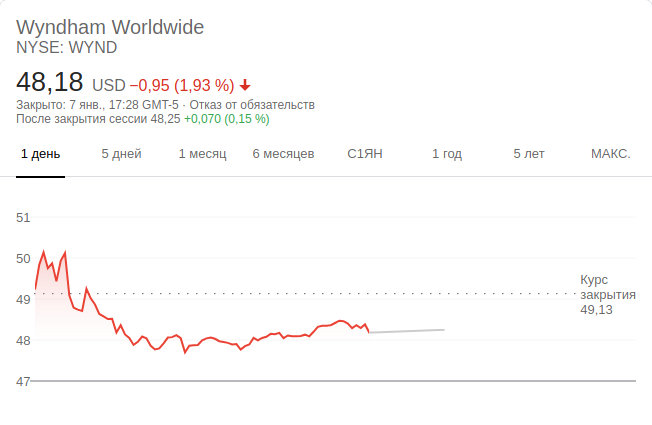 Wyndham Worldwide
NYSE: WYND
48,18 USD −0,95 (1,93 %)
Закрыто: 7 янв., 17:28 GMT-5 · Отказ от обязательств
После закрытия сессии 48,25 +0,070 (0,15 %)
1 день 5 дней 1 месяц 6 месяцев С1ЯН 1 год 5 лет МАКС.
51
50
Курс
49 закрытия
49,13
48
47